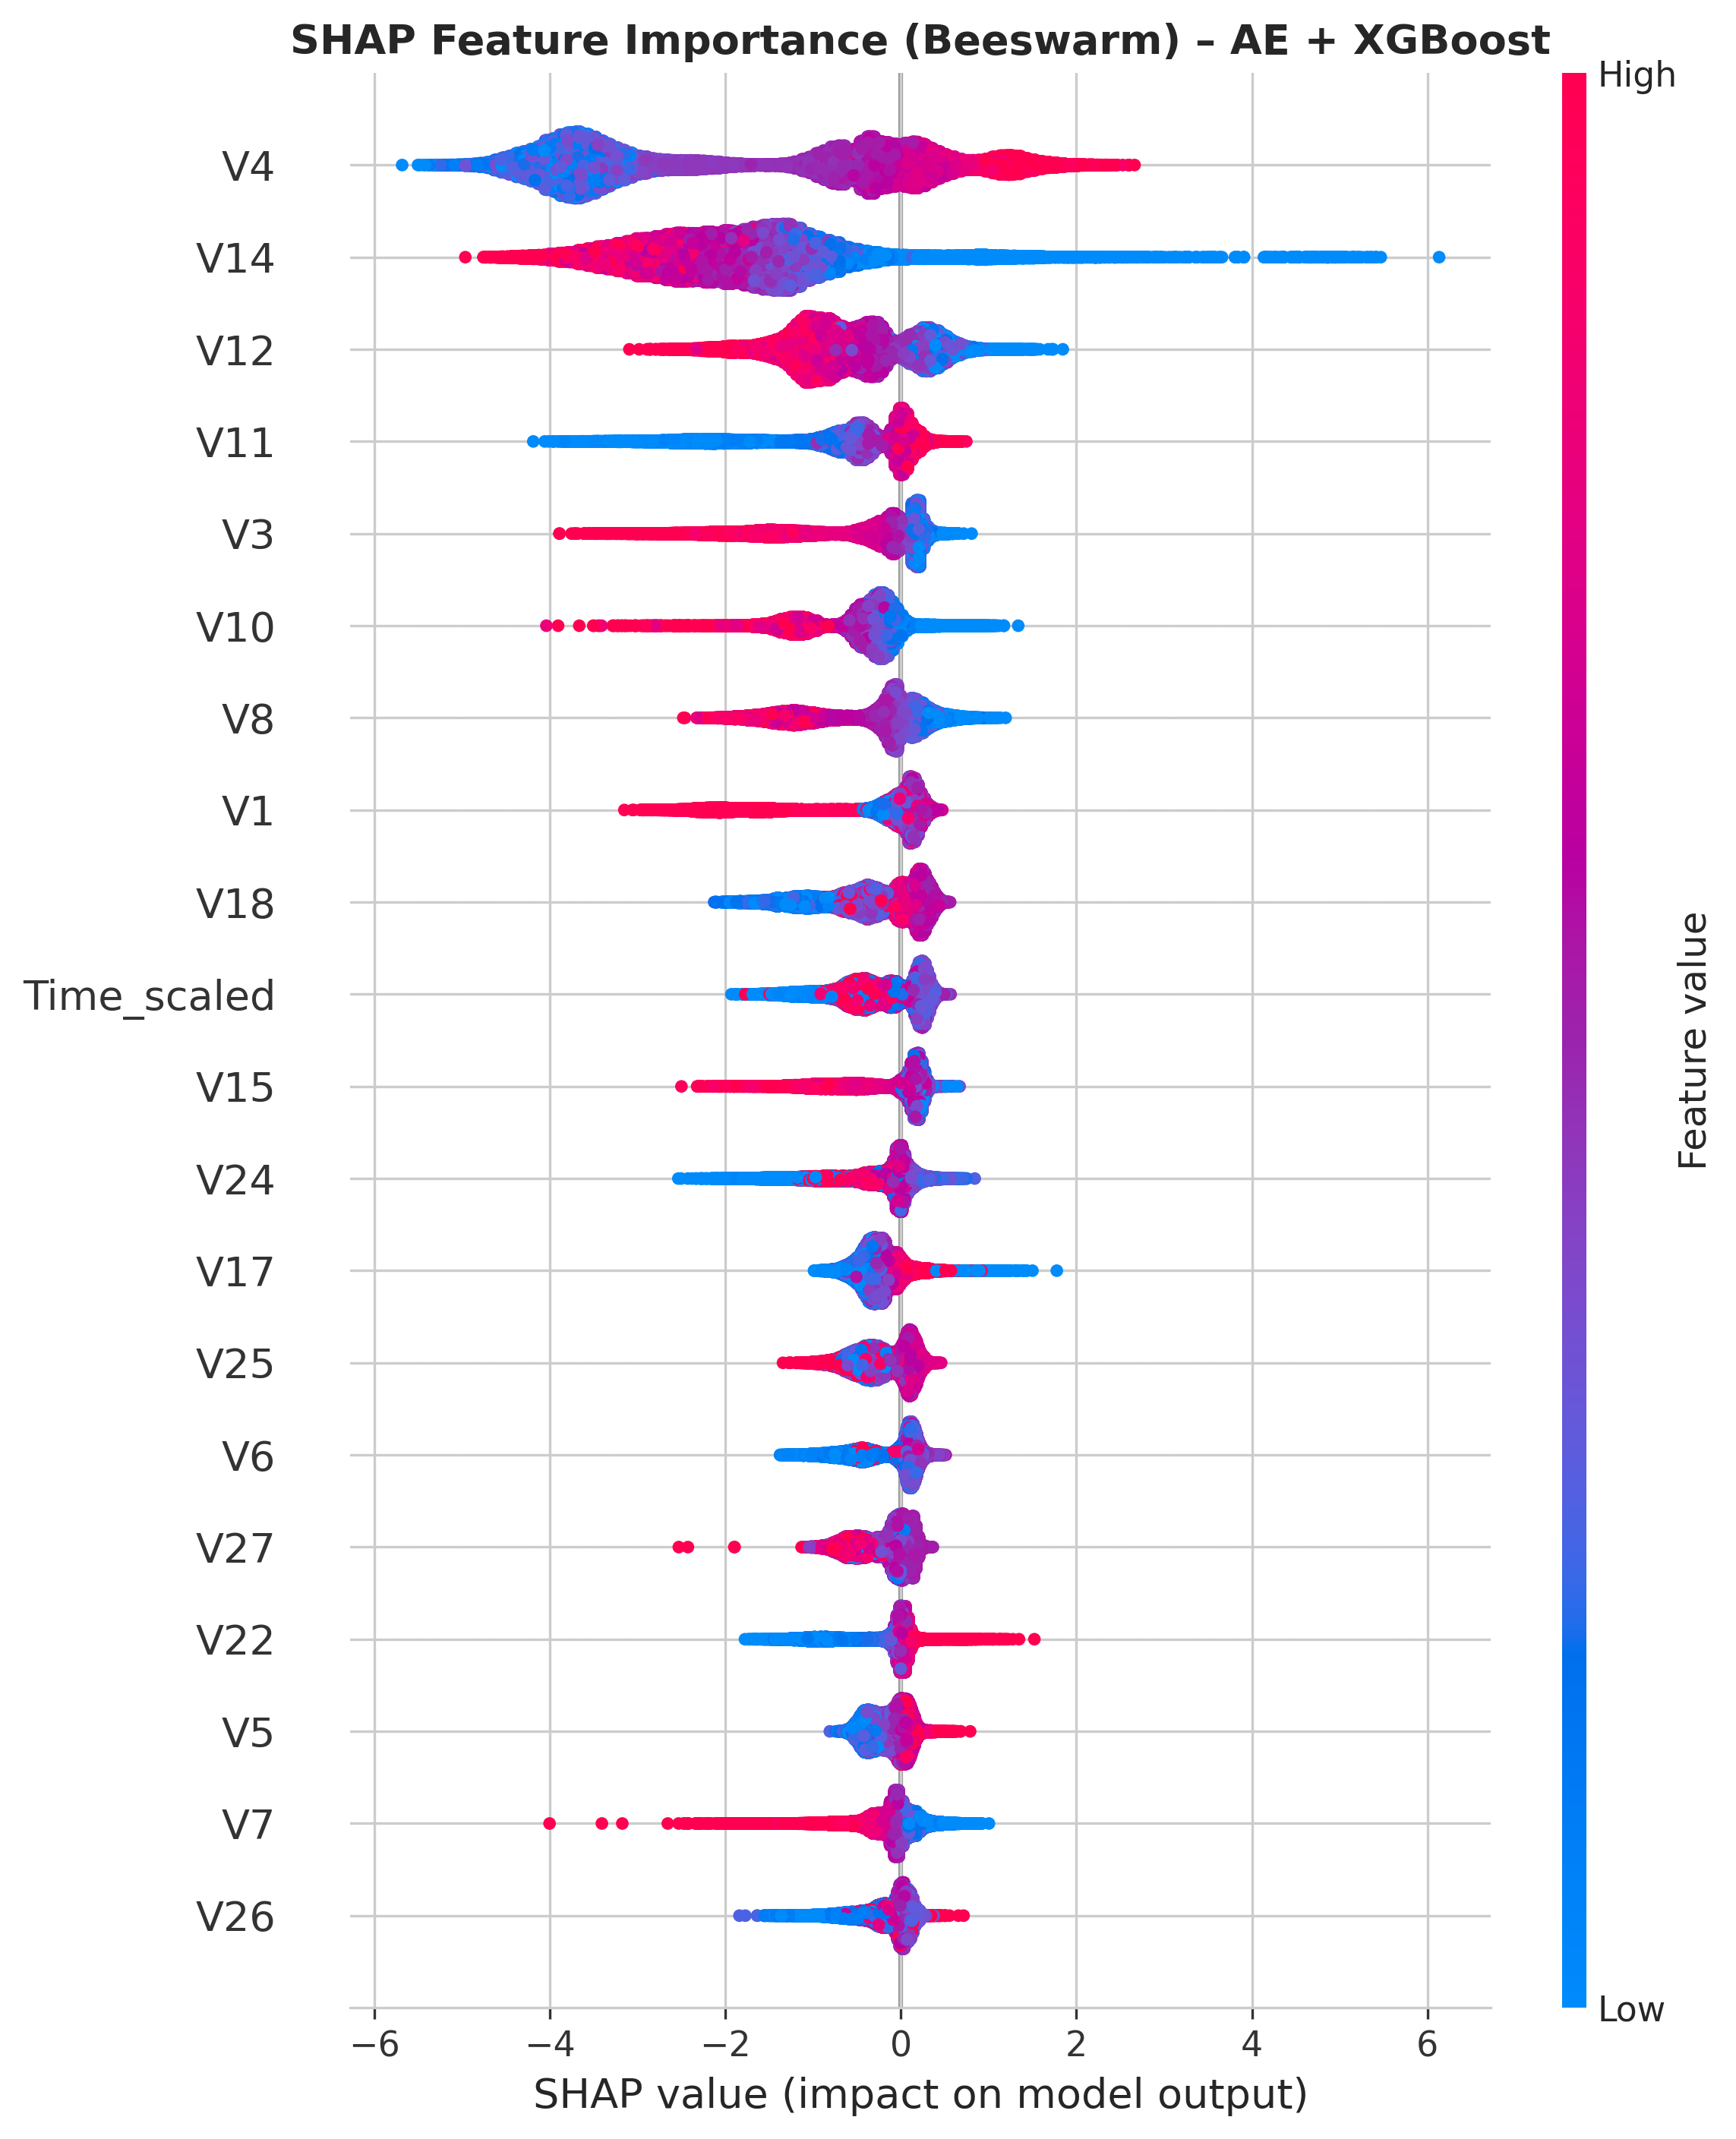 SHAP Feature Importance (Beeswarm) – AE + XGBoost
High
V4
V14
V12
V11
V3
V10
V8
V1
V18
Time_scaled
V15
V24
V17
V25
V6
V27
V22
V5
V7
V26
Feature value
Low
−6 −4 −2 0 2 4 6
SHAP value (impact on model output)